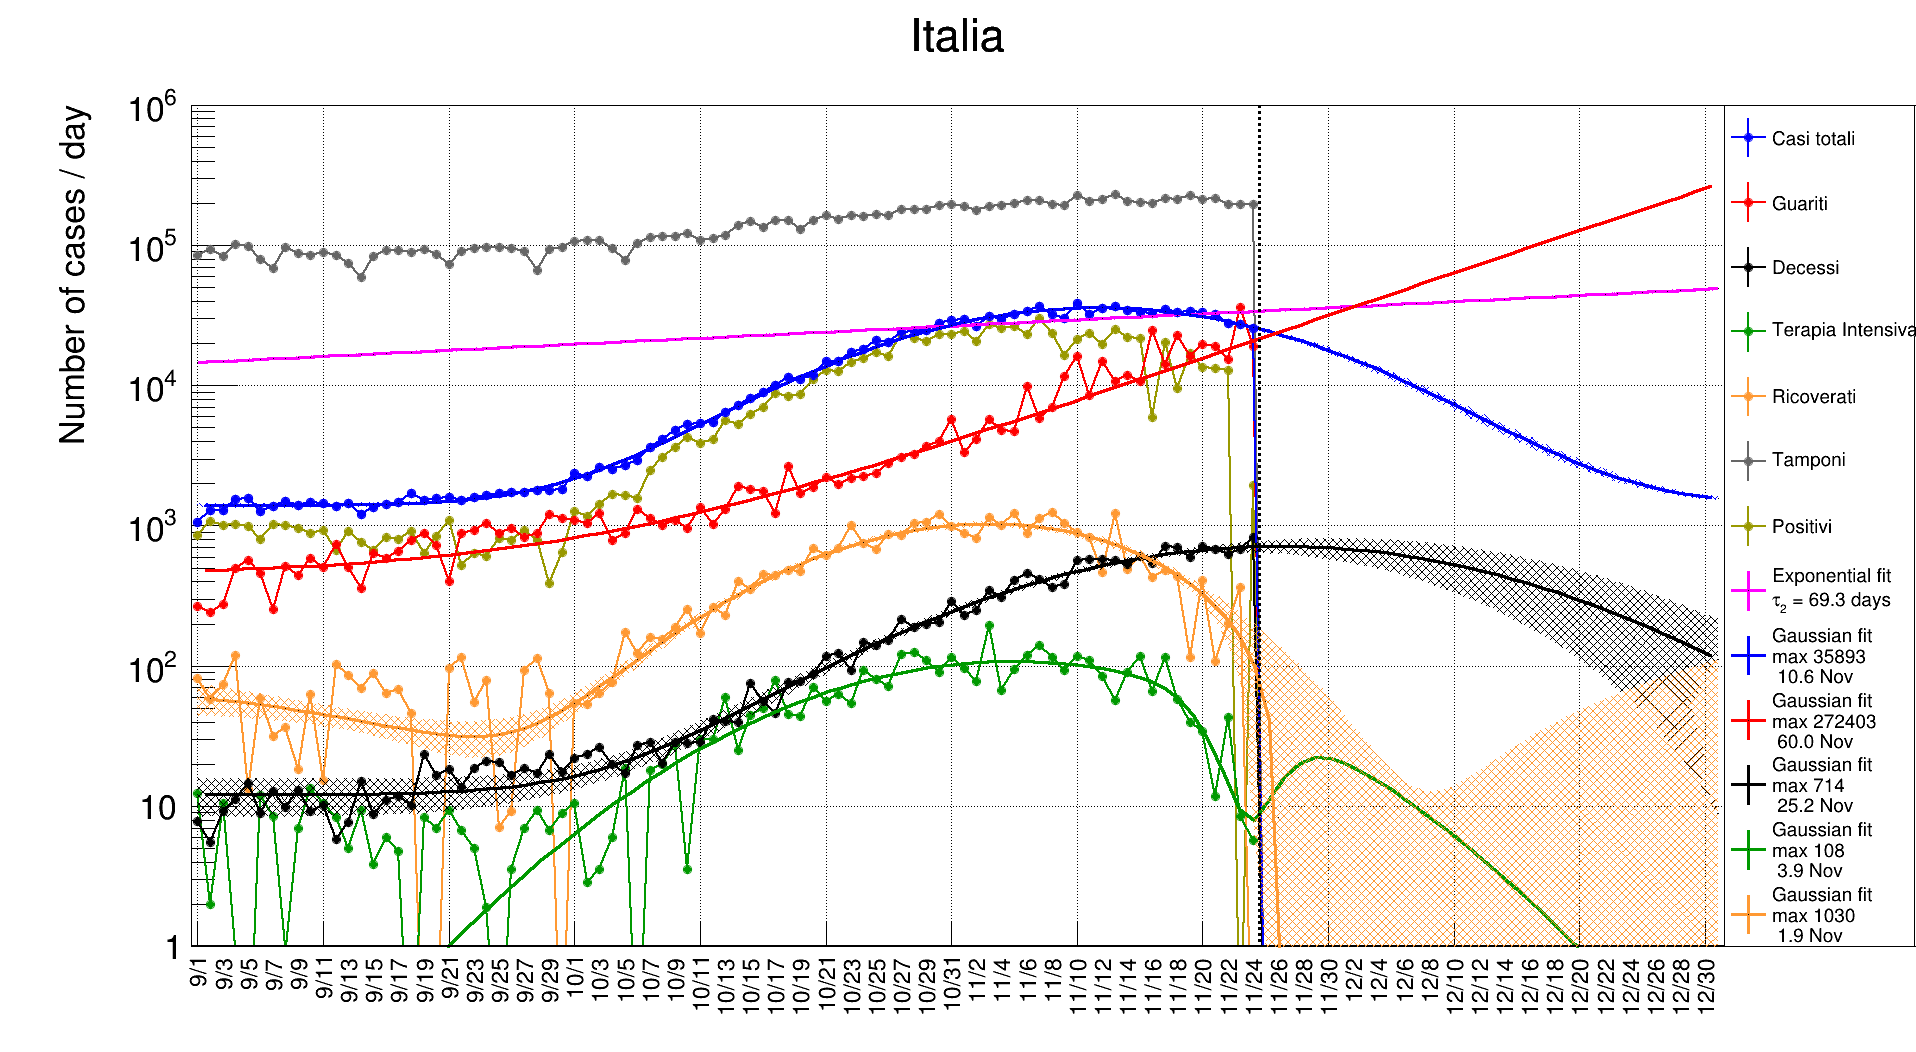 Italia
Number of cases / day
10^6
10^5
10^4
10^3
10^2
10
1
9/1
9/3
9/5
9/7
9/9
9/11
9/13
9/15
9/17
9/19
9/21
9/23
9/25
9/27
9/29
10/1
10/3
10/5
10/7
10/9
10/11
10/13
10/15
10/17
10/19
10/21
10/23
10/25
10/27
10/29
10/31
11/2
11/4
11/6
11/8
11/10
11/12
11/14
11/16
11/18
11/20
11/22
11/24
11/26
11/28
11/30
12/2
12/4
12/6
12/8
12/10
12/12
12/14
12/16
12/18
12/20
12/22
12/24
12/26
12/28
12/30
Casi totali
Guariti
Decessi
Terapia Intensiva
Ricoverati
Tamponi
Positivi
Exponential fit
τ2 = 69.3 days
Gaussian fit
max 35893
10.6 Nov
Gaussian fit
max 272403
60.0 Nov
Gaussian fit
max 714
25.2 Nov
Gaussian fit
max 108
3.9 Nov
Gaussian fit
max 1030
1.9 Nov